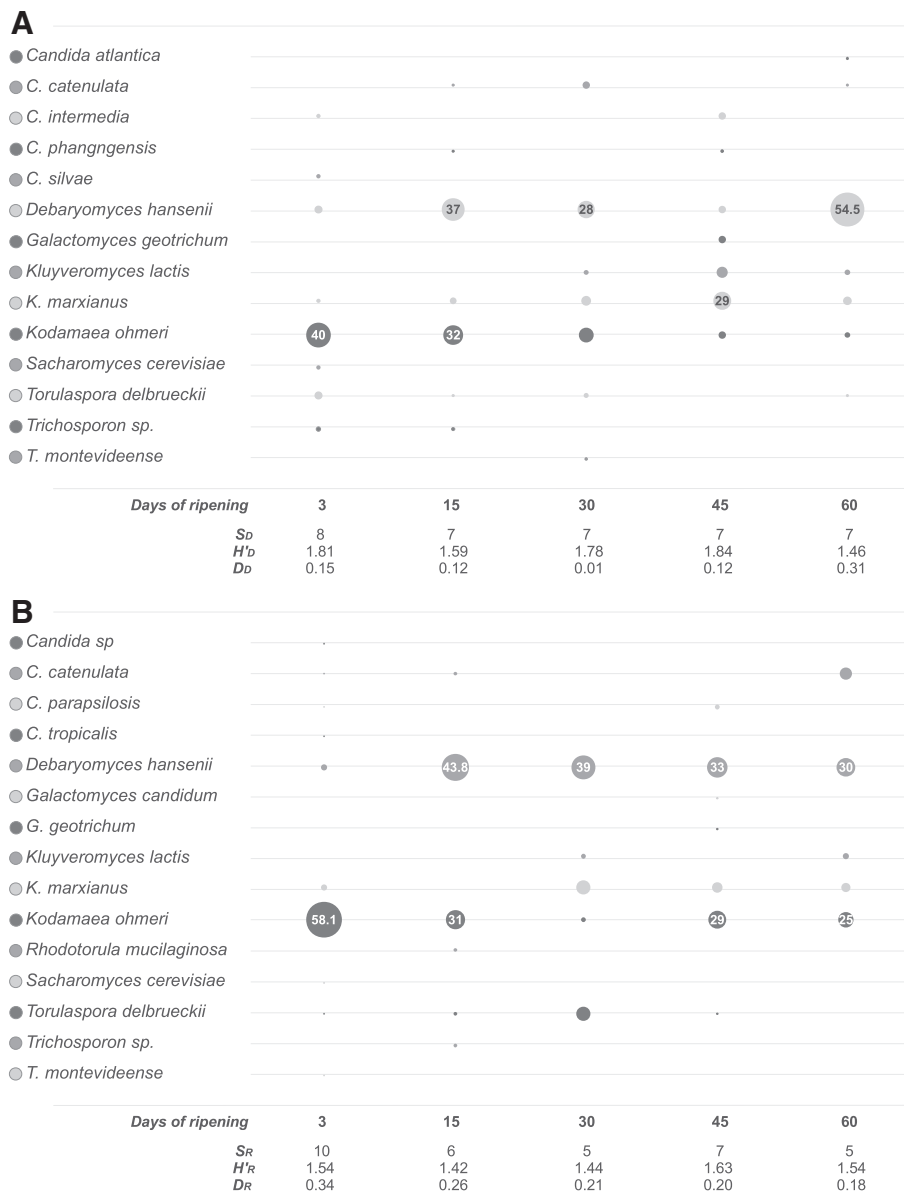 A
Candida atlantica
C. catenulata
C. intermedia
C. phangngensis
C. silvae
Debaryomyces hansenii 37 28 54.5
Galactomyces geotrichum
Kluyveromyces lactis
K. marxianus 29
Kodamaea ohmeri 40 32
Sacharomyces cerevisiae
Torulaspora delbrueckii
Trichosporon sp.
T. montevideense
Days of ripening 3 15 30 45 60
SD 8 7 7 7 7
H'D 1.81 1.59 1.78 1.84 1.46
DD 0.15 0.12 0.01 0.12 0.31
B
Candida sp
C. catenulata
C. parapsilosis
C. tropicalis
Debaryomyces hansenii 43.8 39 33 30
Galactomyces candidum
G. geotrichum
Kluyveromyces lactis
K. marxianus
Kodamaea ohmeri 58.1 31 29 25
Rhodotorula mucilaginosa
Sacharomyces cerevisiae
Torulaspora delbrueckii
Trichosporon sp.
T. montevideense
Days of ripening 3 15 30 45 60
SR 10 6 5 7 5
H'R 1.54 1.42 1.44 1.63 1.54
DR 0.34 0.26 0.21 0.20 0.18